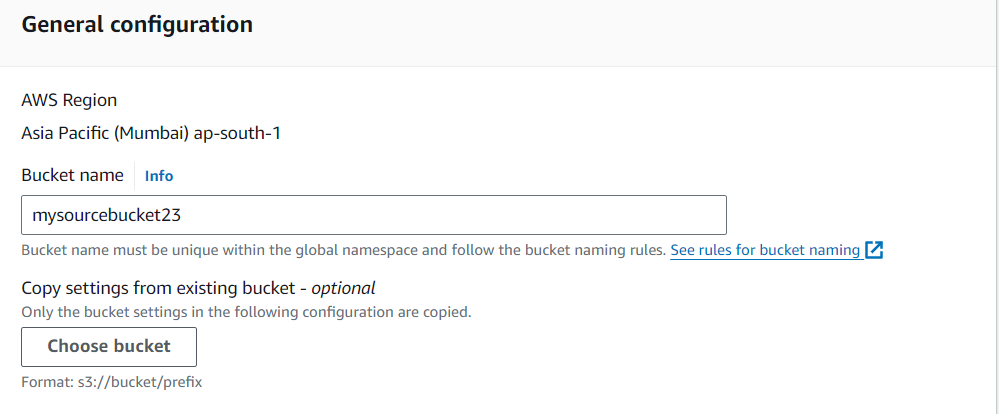 General configuration
AWS Region
Asia Pacific (Mumbai) ap-south-1
Bucket name Info
mysourcebucket23
Bucket name must be unique within the global namespace and follow the bucket naming rules. See rules for bucket naming
Copy settings from existing bucket - optional
Only the bucket settings in the following configuration are copied.
Choose bucket
Format: s3://bucket/prefix